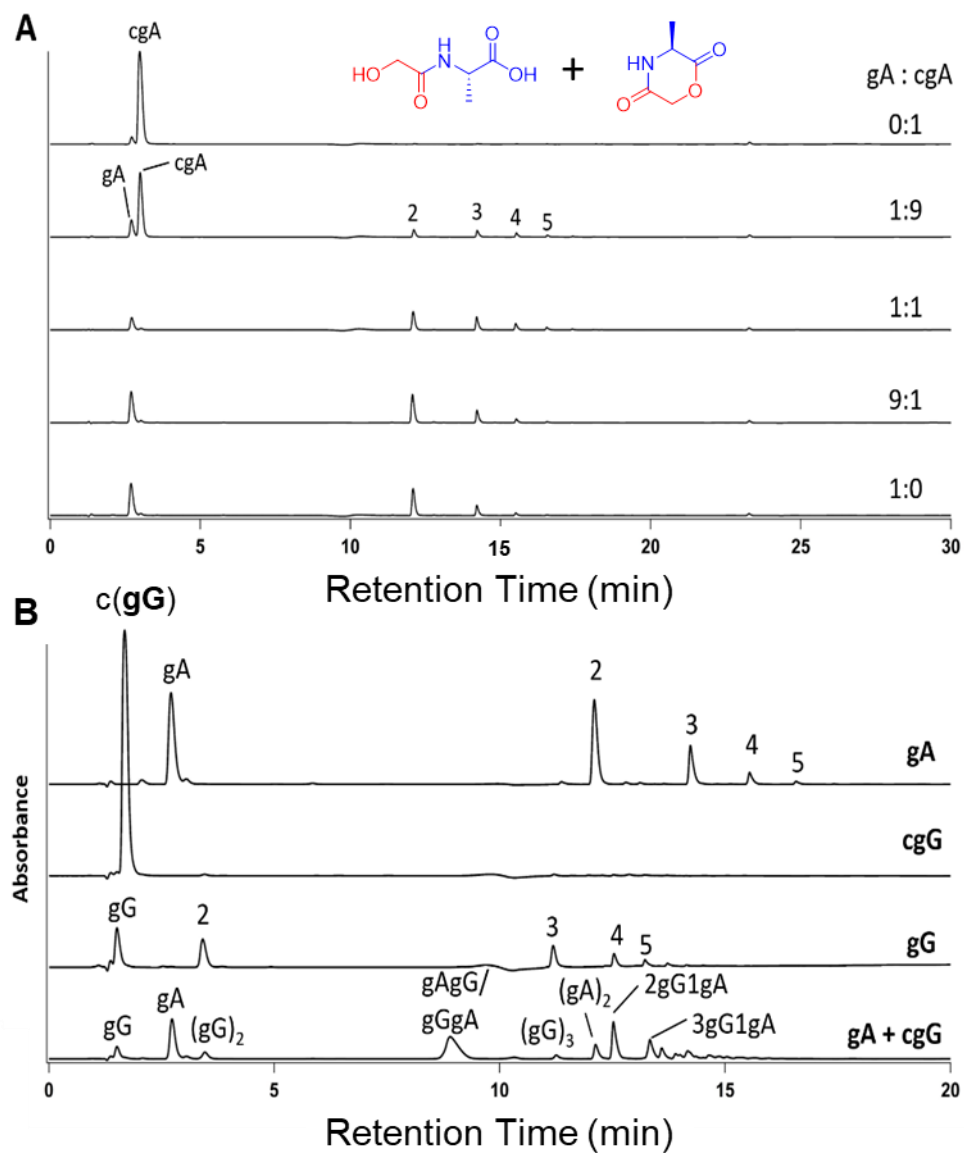 A
cgA
gA : cgA
HO
O
H
N
O
OH
+
HN
O
O
O
0:1
gA
cgA
2
3
4
5
1:9
1:1
9:1
1:0
0 5 10 15 20 25 30
Retention Time (min)
B
c(gG)
gA
2
3
4
5
gA
cgG
gG
2
3
4
5
gG
gG
gA
(gG)2
gAgG/
gGgA
(gG)3
(gA)2
2gG1gA
3gG1gA
gA + cgG
Absorbance
0 5 10 15 20
Retention Time (min)